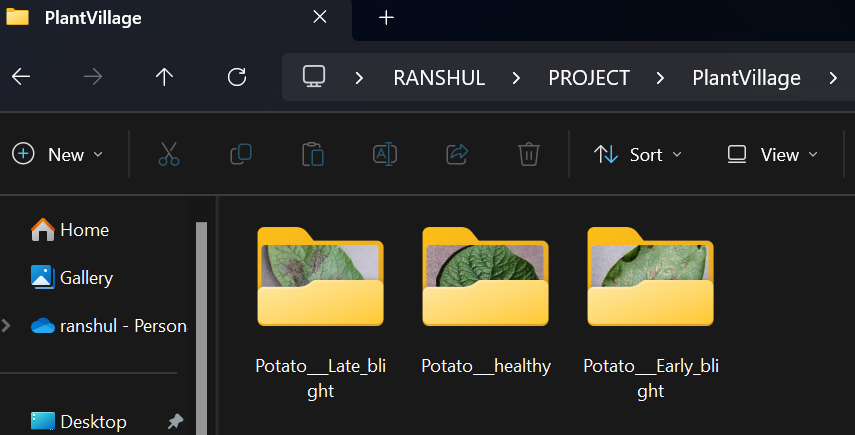 PlantVillage
RANSHUL > PROJECT > PlantVillage >
New Sort View
Home
Gallery
ranshul - Person
Desktop
Potato___Late_bli
ght
Potato___healthy
Potato___Early_bli
ght